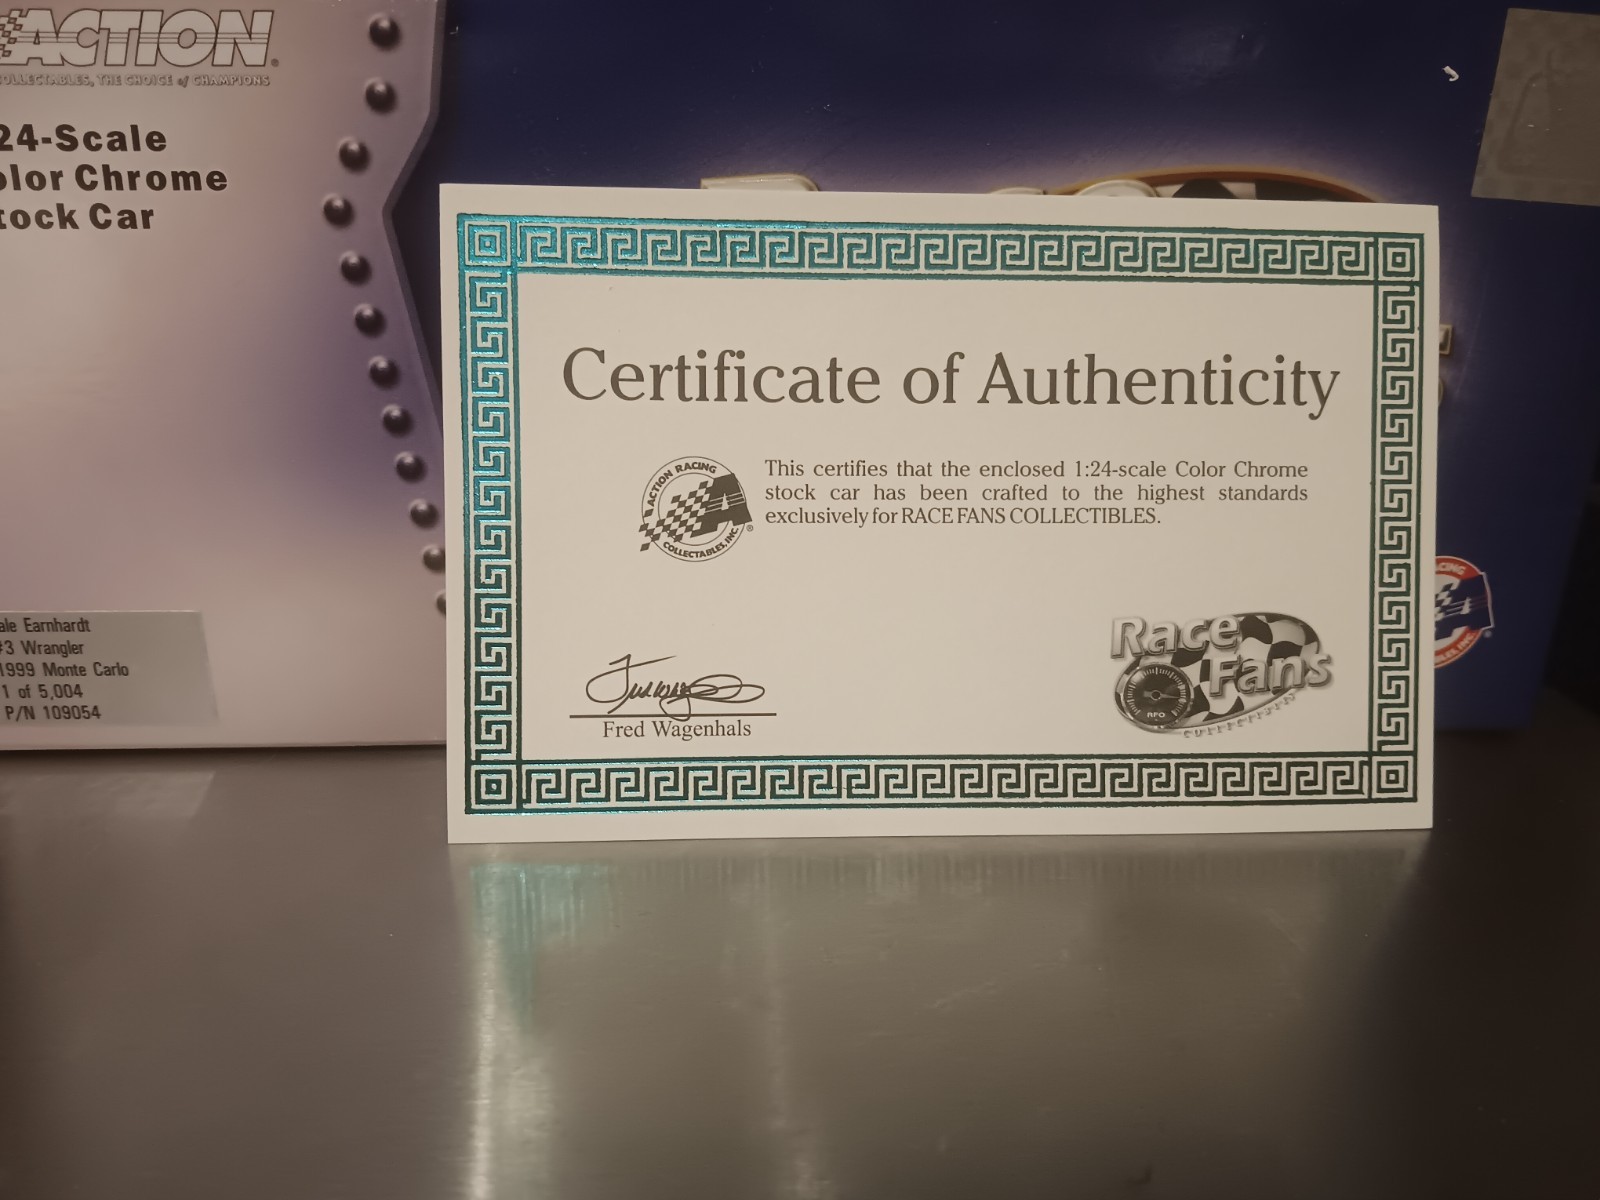 ACTION
COLLECTABLES, THE CHOICE of CHAMPIONS
24-Scale
olor Chrome
tock Car
ale Earnhardt
#3 Wrangler
1999 Monte Carlo
1 of 5,004
P/N 109054
Certificate of Authenticity
ACTION RACING
COLLECTABLES, INC.
This certifies that the enclosed 1:24-scale Color Chrome
stock car has been crafted to the highest standards
exclusively for RACE FANS COLLECTIBLES.
Fred Wagenhals
Race
Fans